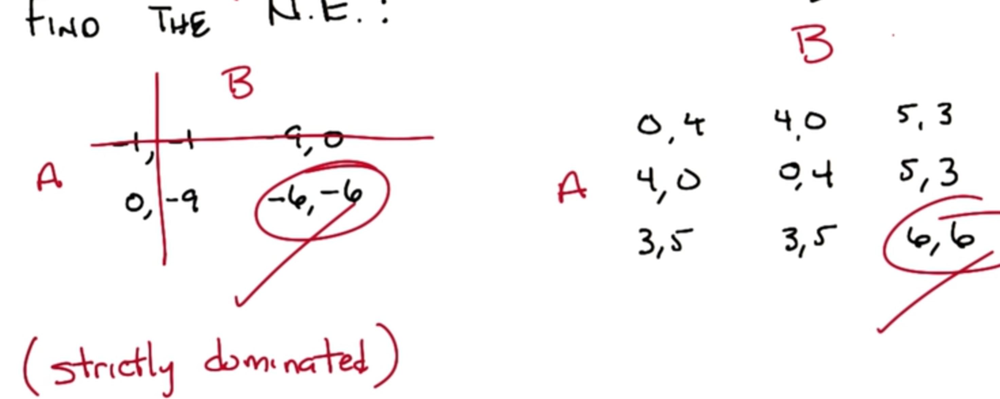 FIND THE N.E.:
B
B
-1,-1 -9,0
0,4 4,0 5,3
A
0,-9 -6,-6
A
4,0 0,4 5,3
3,5 3,5 6,6
(strictly dominated)